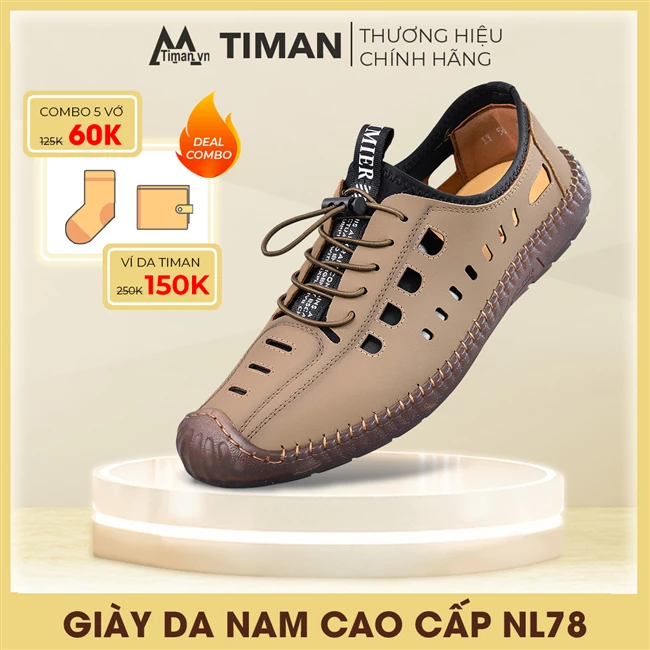 Timan.vn
TIMAN
THƯƠNG HIỆU
CHÍNH HÃNG
COMBO 5 VỚ
125K 60K
DEAL
COMBO
VÍ DA TIMAN
250K 150K
MIER
GIÀY DA NAM CAO CẤP NL78